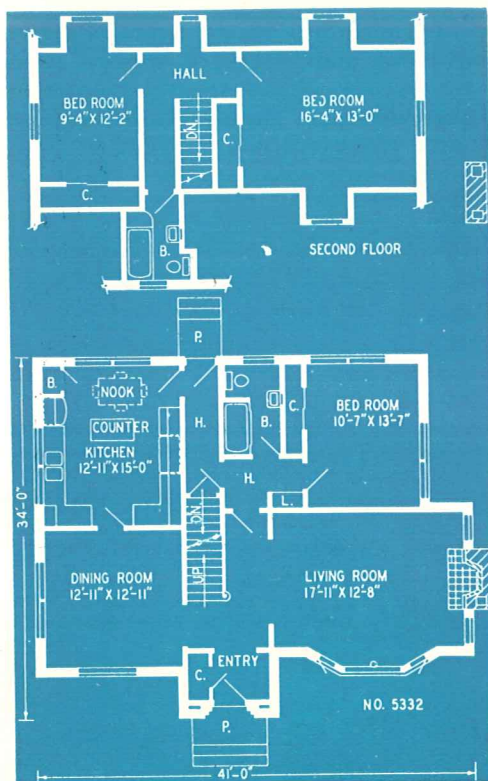 HALL
BED ROOM
9'-4" X 12'-2"
BED ROOM
16'-4" X 13'-0"
DN.
C.
C.
B.
SECOND FLOOR
P.
B.
NOOK
COUNTER
KITCHEN
12'-11" X 15'-0"
H.
B.
C.
BED ROOM
10'-7" X 13'-7"
H.
L.
34'-0"
DN.
UP
DINING ROOM
12'-11" X 12'-11"
LIVING ROOM
17'-11" X 12'-8"
C.
ENTRY
NO. 5332
P.
41'-0"